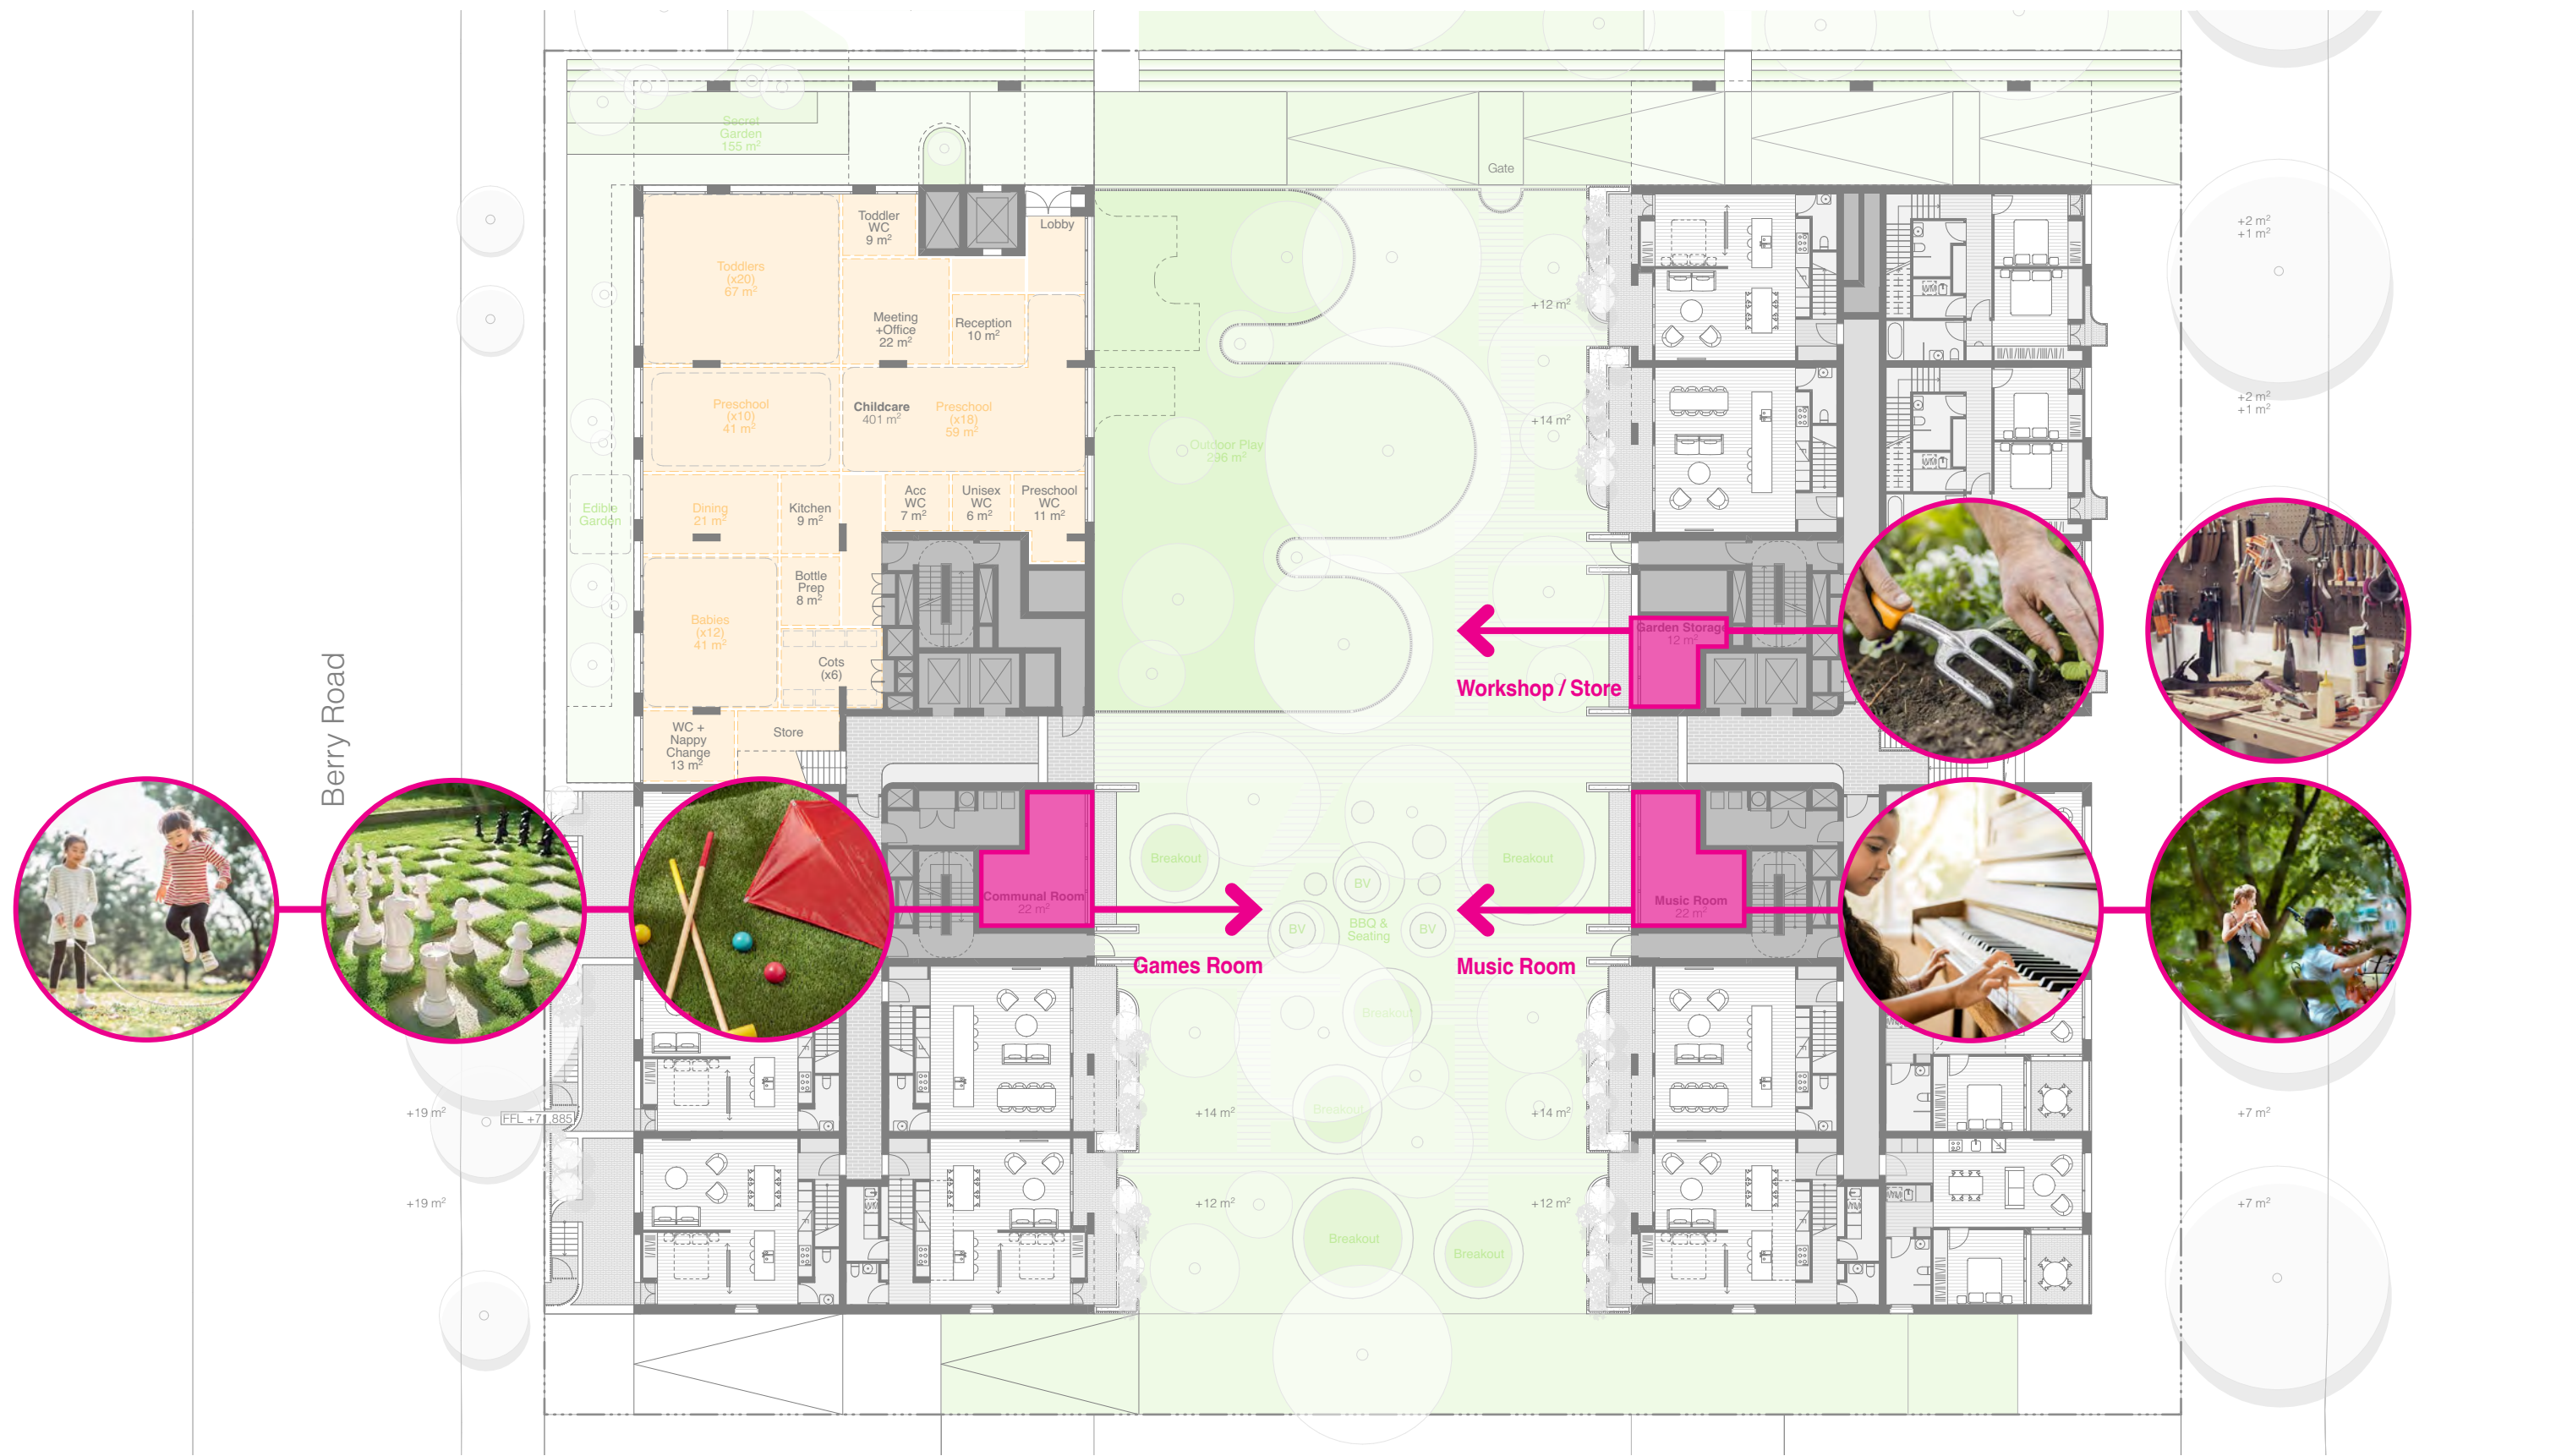 Secret
Garden
155 m²
Gate
Toddler
WC
9 m²
Lobby
+2 m²
+1 m²
Toddlers
(x20)
67 m²
Meeting
+Office
22 m²
Reception
10 m²
+12 m²
Preschool
(x10)
41 m²
Childcare
401 m²
Preschool
(x18)
59 m²
+14 m²
+2 m²
+1 m²
Outdoor Play
236 m²
Edible
Garden
Dining
21 m²
Kitchen
9 m²
Acc
WC
7 m²
Unisex
WC
6 m²
Preschool
WC
11 m²
Bottle
Prep
8 m²
Babies
(x12)
41 m²
Cots
(x6)
Garden Storage
12 m²
Workshop / Store
WC +
Nappy
Change
13 m²
Store
Berry Road
Breakout
Breakout
BV
Communal Room
22 m²
Music Room
22 m²
BV
BBQ &
Seating
BV
Games Room
Music Room
Breakout
+19 m²
FFL +71,885
+14 m²
Breakout
+14 m²
+7 m²
+19 m²
+12 m²
+12 m²
+7 m²
Breakout
Breakout